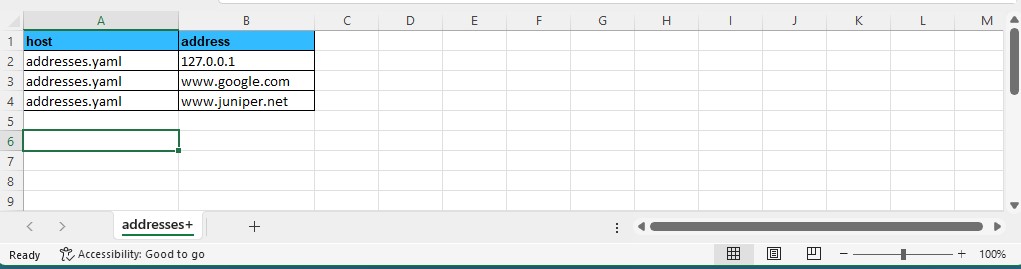 A B C D E F G H I J K L M
1 host address
2 addresses.yaml 127.0.0.1
3 addresses.yaml www.google.com
4 addresses.yaml www.juniper.net
5
6
7
8
9
addresses+
Ready Accessibility: Good to go 100%